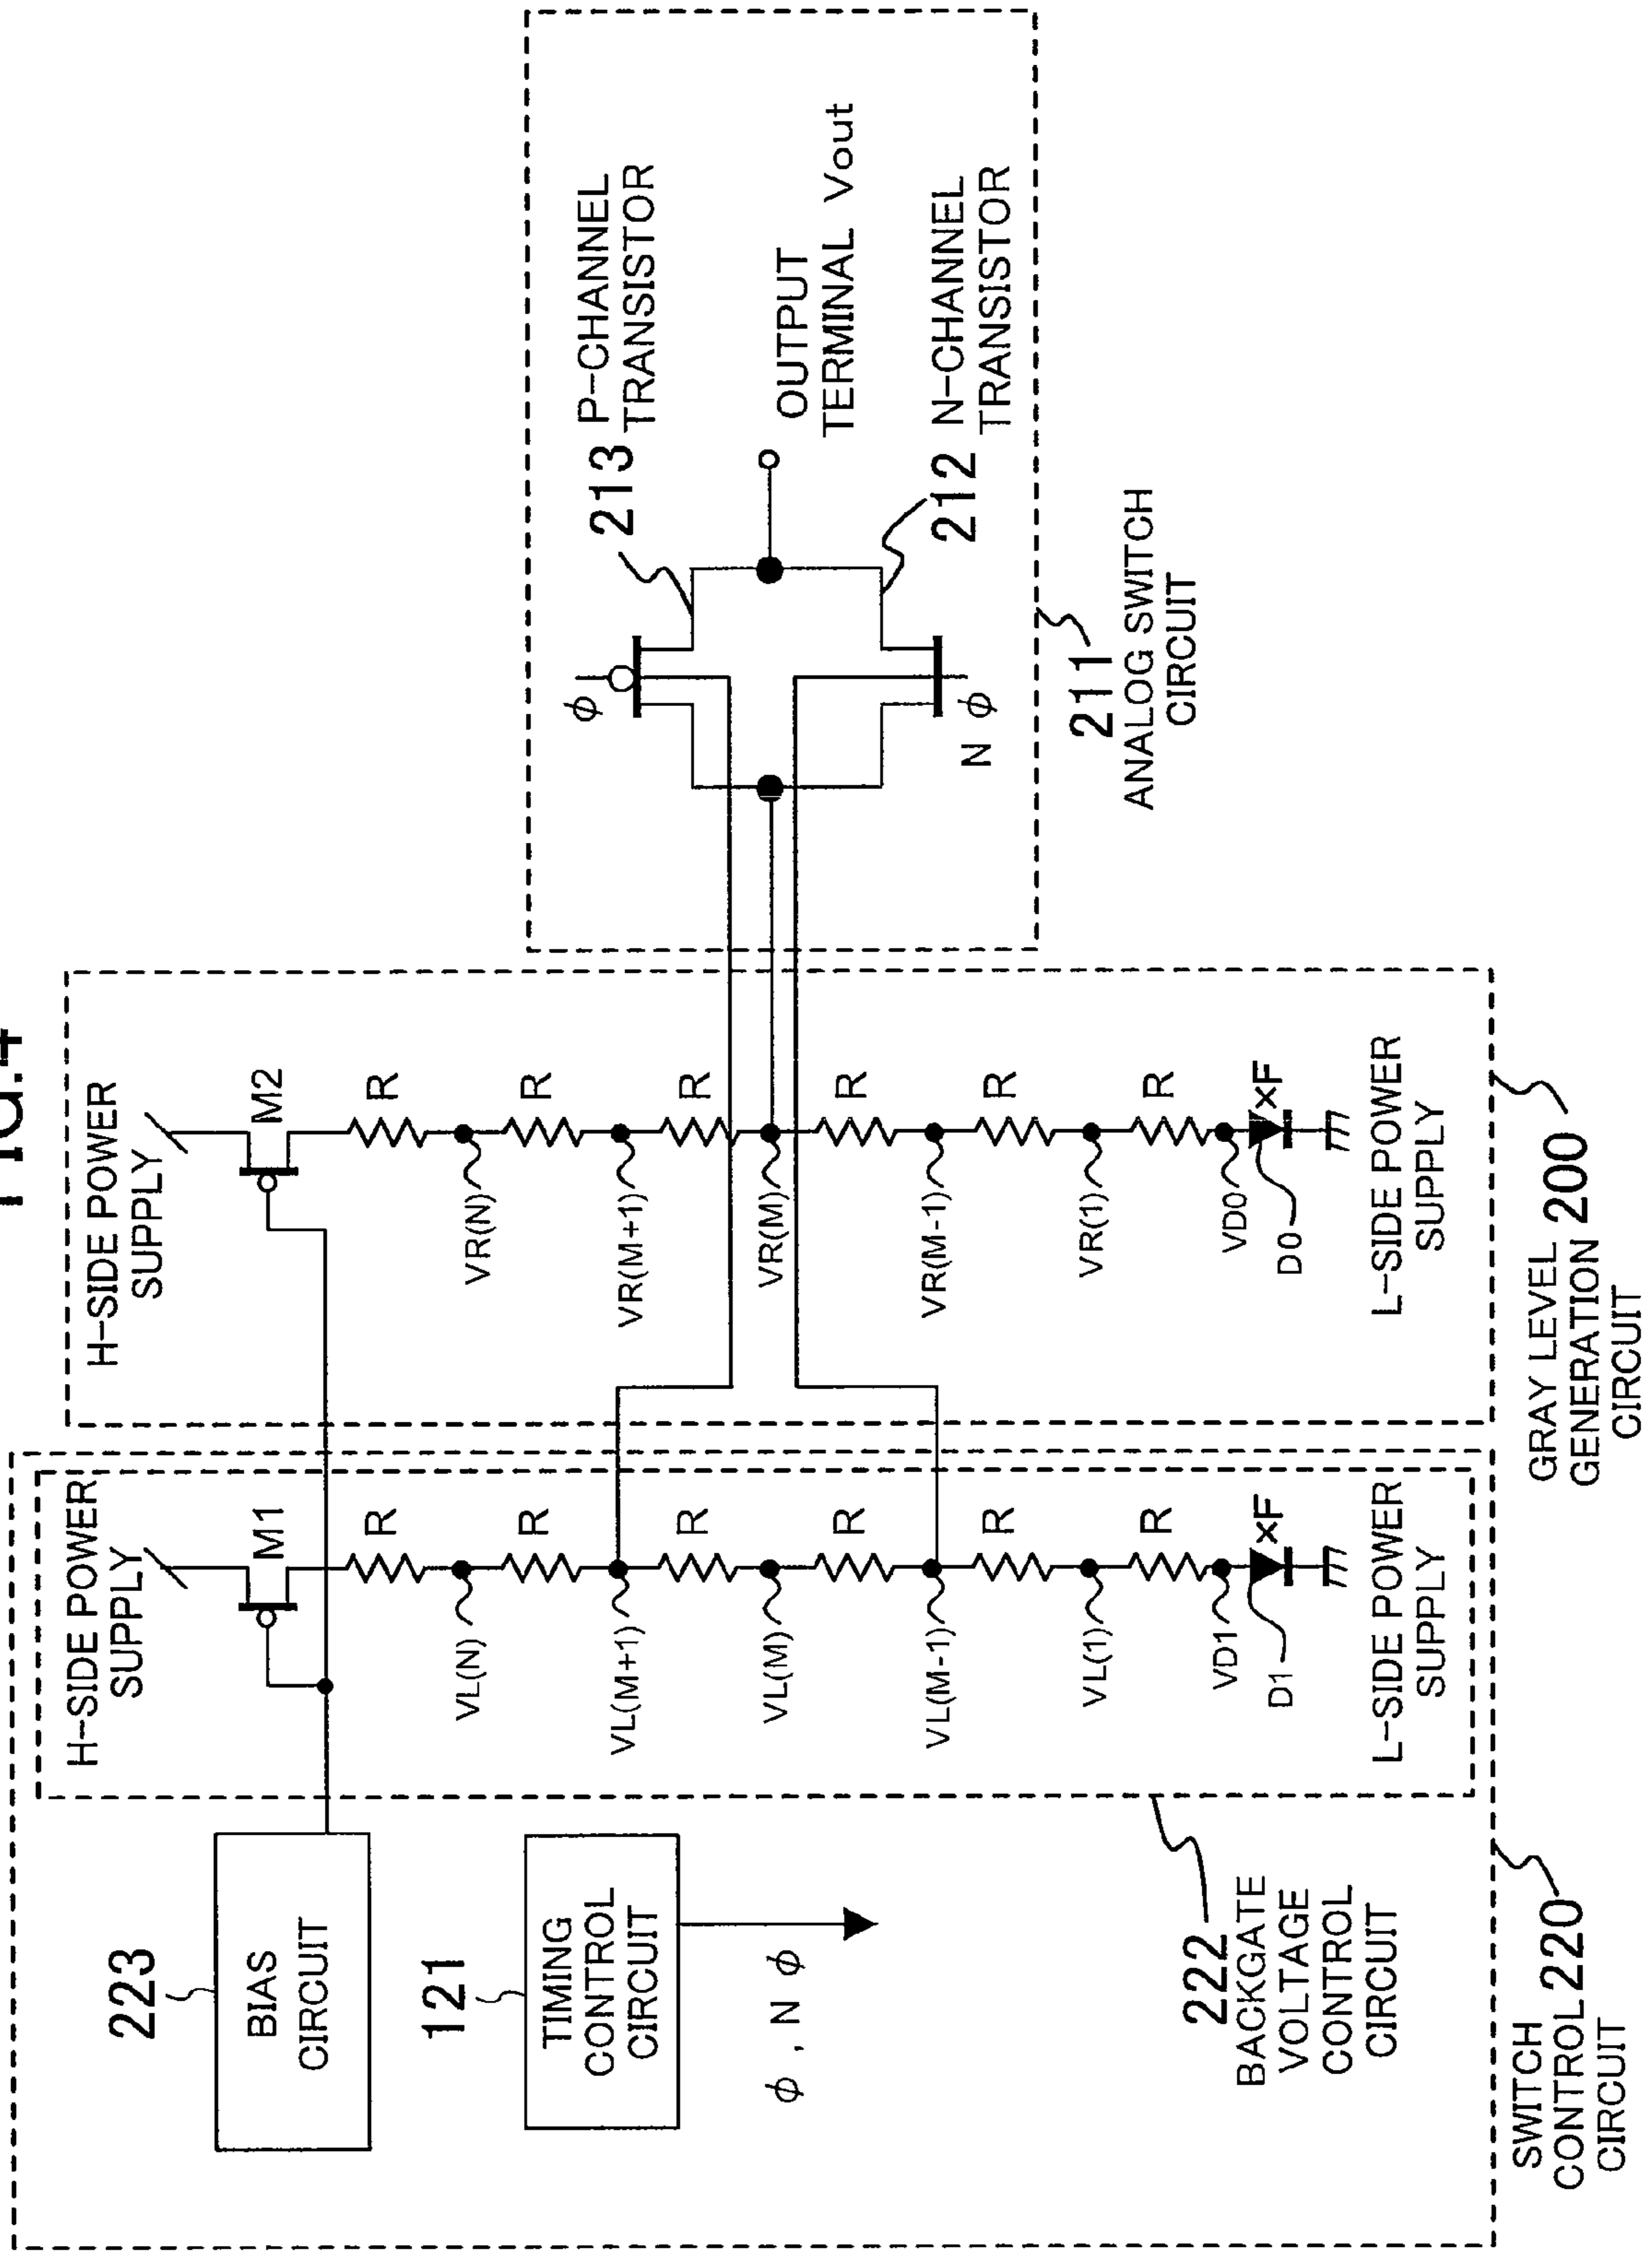 FIG.4
223
BIAS
CIRCUIT
121
TIMING
CONTROL
CIRCUIT
ϕ , N ϕ
222
BACKGATE
VOLTAGE
CONTROL
CIRCUIT
SWITCH
CONTROL 220
CIRCUIT
H-SIDE POWER
SUPPLY
M1
R
VL(N)
R
VL(M+1)
R
VL(M)
R
VL(M-1)
R
VL(1)
R
VD1
D1
×F
L-SIDE POWER
SUPPLY
H-SIDE POWER
SUPPLY
M2
R
VR(N)
R
VR(M+1)
R
VR(M)
R
VR(M-1)
R
VR(1)
R
VD0
D0
×F
L-SIDE POWER
SUPPLY
GRAY LEVEL
GENERATION 200
CIRCUIT
ϕ
213 P-CHANNEL
TRANSISTOR
OUTPUT
TERMINAL Vout
212 N-CHANNEL
TRANSISTOR
N ϕ
211
ANALOG SWITCH
CIRCUIT